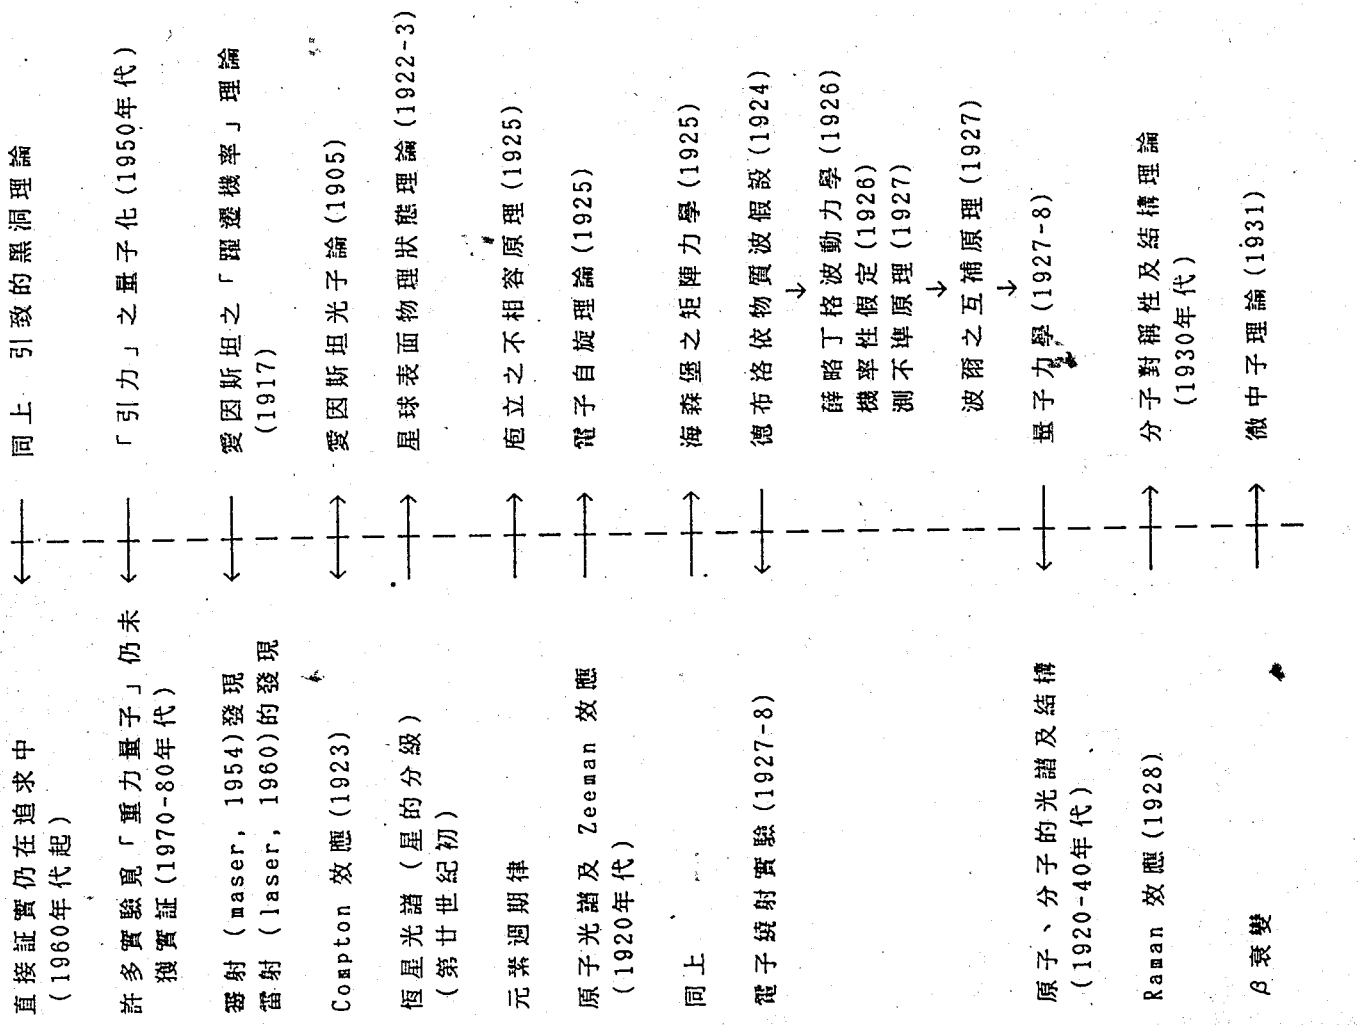 直接証實仍在追求中
(1960年代起)
同上 引致的黑洞理論
許多實驗覓「重力量子」仍未
獲實証(1970-80年代)
「引力」之量子化(1950年代)
(maser, 1954)發現
雷射 (laser, 1960)的發現
愛因斯坦之「躍遷機率」理論
(1917)
Compton 效應(1923)
愛因斯坦光子論(1905)
恆星光譜 (星的分級)
(第廿世紀初)
星球表面物理狀態理論(1922-3)
元素週期律
庖立之不相容原理(1925)
原子光譜及 Zeeman 效應
(1920年代)
電子自旋理論(1925)
同上
海森堡之矩陣力學(1925)
電子繞射實驗(1927-8)
德布洛依物質波假設(1924)
↓
薛略丁格波動力學(1926)
機率性假定(1926)
測不準原理(1927)
↓
波爾之互補原理(1927)
↓
原子、分子的光譜及結構
(1920-40年代)
量子力學(1927-8)
Raman 效應(1928)
分子對稱性及結構理論
(1930年代)
β衰變
微中子理論(1931)